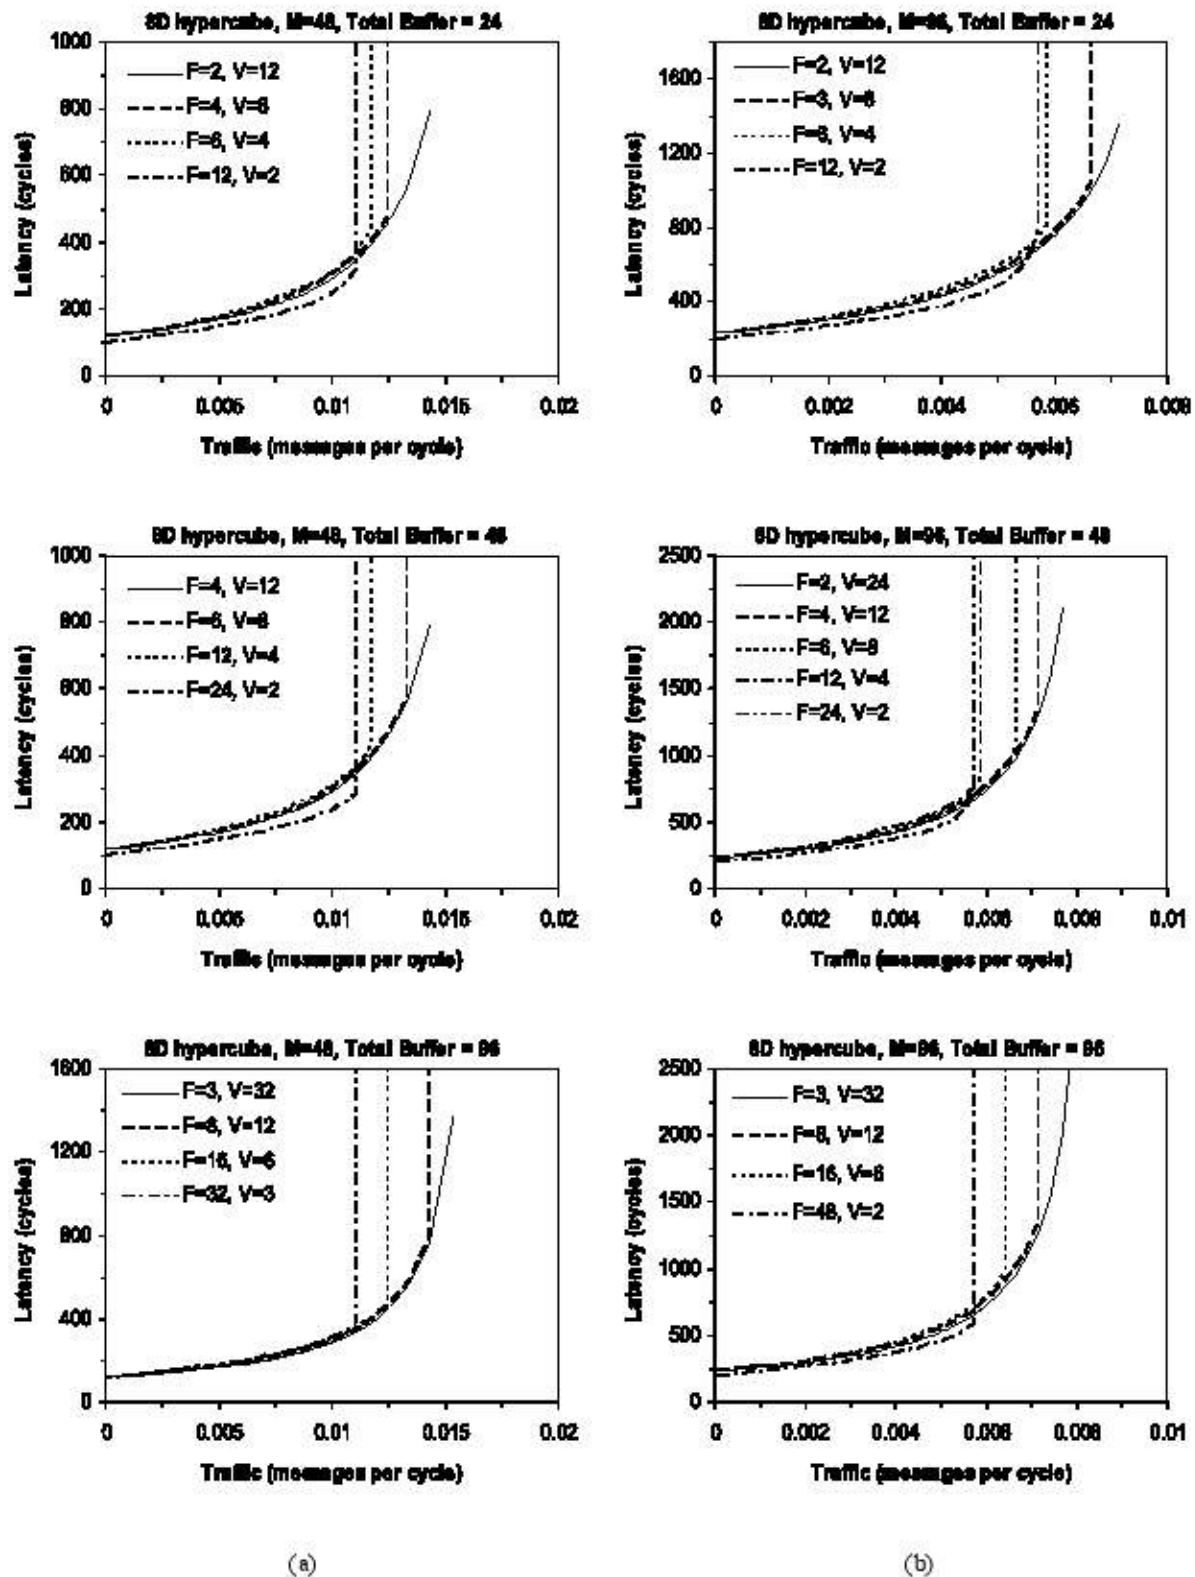 hypercube, M=48, Total Buffer = 24
1000
800
600
400
200
0
Latency (cycles)
F=2, V=12
F=4, V=6
F=6, V=4
F=12, V=2
0 0.005 0.01 0.015 0.02
Traffic (messages per cycle)
hypercube, M=96, Total Buffer = 24
1600
1200
800
400
0
Latency (cycles)
F=2, V=12
F=3, V=8
F=6, V=4
F=12, V=2
0 0.002 0.004 0.006 0.008
Traffic (messages per cycle)
hypercube, M=48, Total Buffer = 48
1000
800
600
400
200
0
Latency (cycles)
F=4, V=12
F=6, V=8
F=12, V=4
F=24, V=2
0 0.005 0.01 0.015 0.02
Traffic (messages per cycle)
hypercube, M=96, Total Buffer = 48
2500
2000
1500
1000
500
0
Latency (cycles)
F=2, V=24
F=4, V=12
F=6, V=8
F=12, V=4
F=24, V=2
0 0.002 0.004 0.006 0.008 0.01
Traffic (messages per cycle)
hypercube, M=48, Total Buffer = 96
1600
1200
800
400
0
Latency (cycles)
F=3, V=32
F=8, V=12
F=16, V=6
F=32, V=3
0 0.005 0.01 0.015 0.02
Traffic (messages per cycle)
hypercube, M=96, Total Buffer = 96
2500
2000
1500
1000
500
0
Latency (cycles)
F=3, V=32
F=8, V=12
F=16, V=6
F=48, V=2
0 0.002 0.004 0.006 0.008 0.01
Traffic (messages per cycle)
(a)
(b)